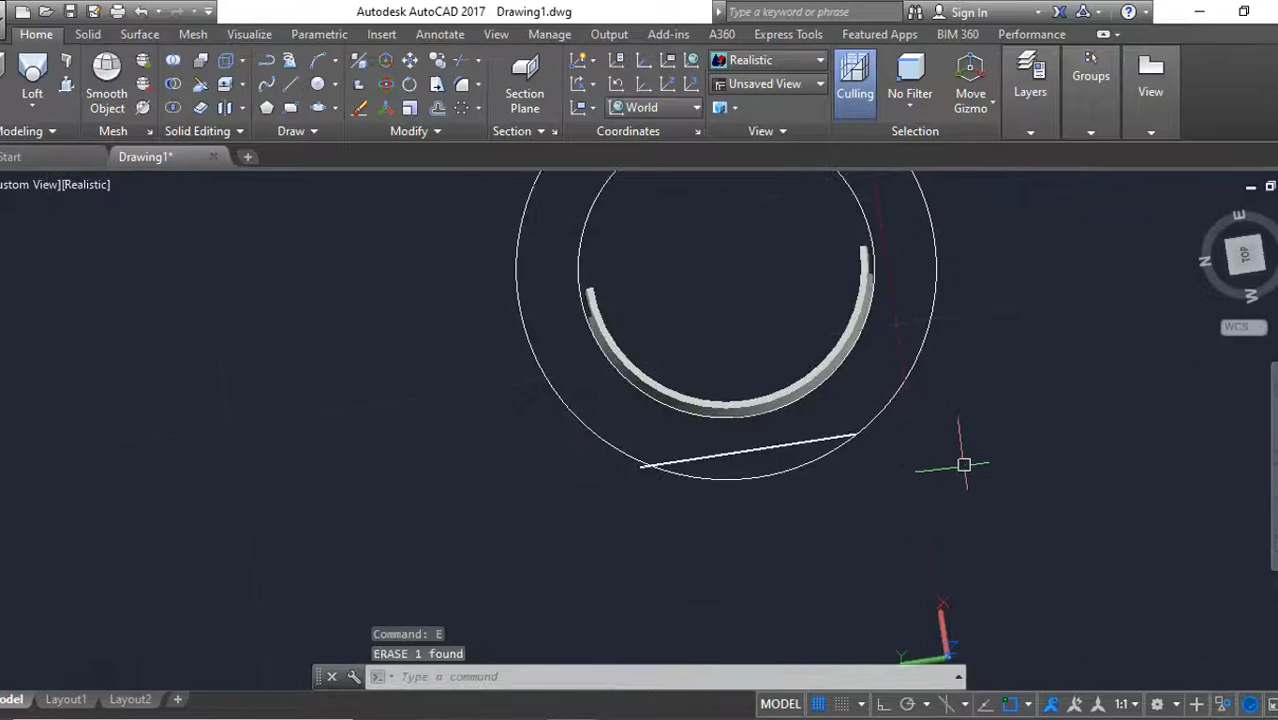 Autodesk AutoCAD 2017 Drawing1.dwg
Type a keyword or phrase
Sign In
Home Solid Surface Mesh Visualize Parametric Insert Annotate View Manage Output Add-ins A360 Express Tools Featured Apps BIM 360 Performance
Loft
Smooth Object
Section Plane
World
Realistic
Unsaved View
Culling
No Filter
Move Gizmo
Layers
Groups
View
odeling Mesh Solid Editing Draw Modify Section Coordinates View Selection
Start Drawing1*
ustom View][Realistic]
E
N
TOP
W
WCS
X
Y
Z
Command: E
ERASE 1 found
Type a command
odel Layout1 Layout2
MODEL
1:1